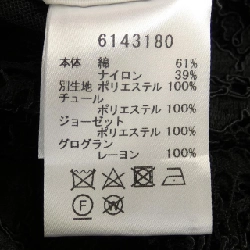 6143180
本体 綿 61%
ナイロン 39%
別生地 ポリエステル 100%
チュール
ポリエステル 100%
ジョーゼット
ポリエステル 100%
グログラン
レーヨン 100%
F W